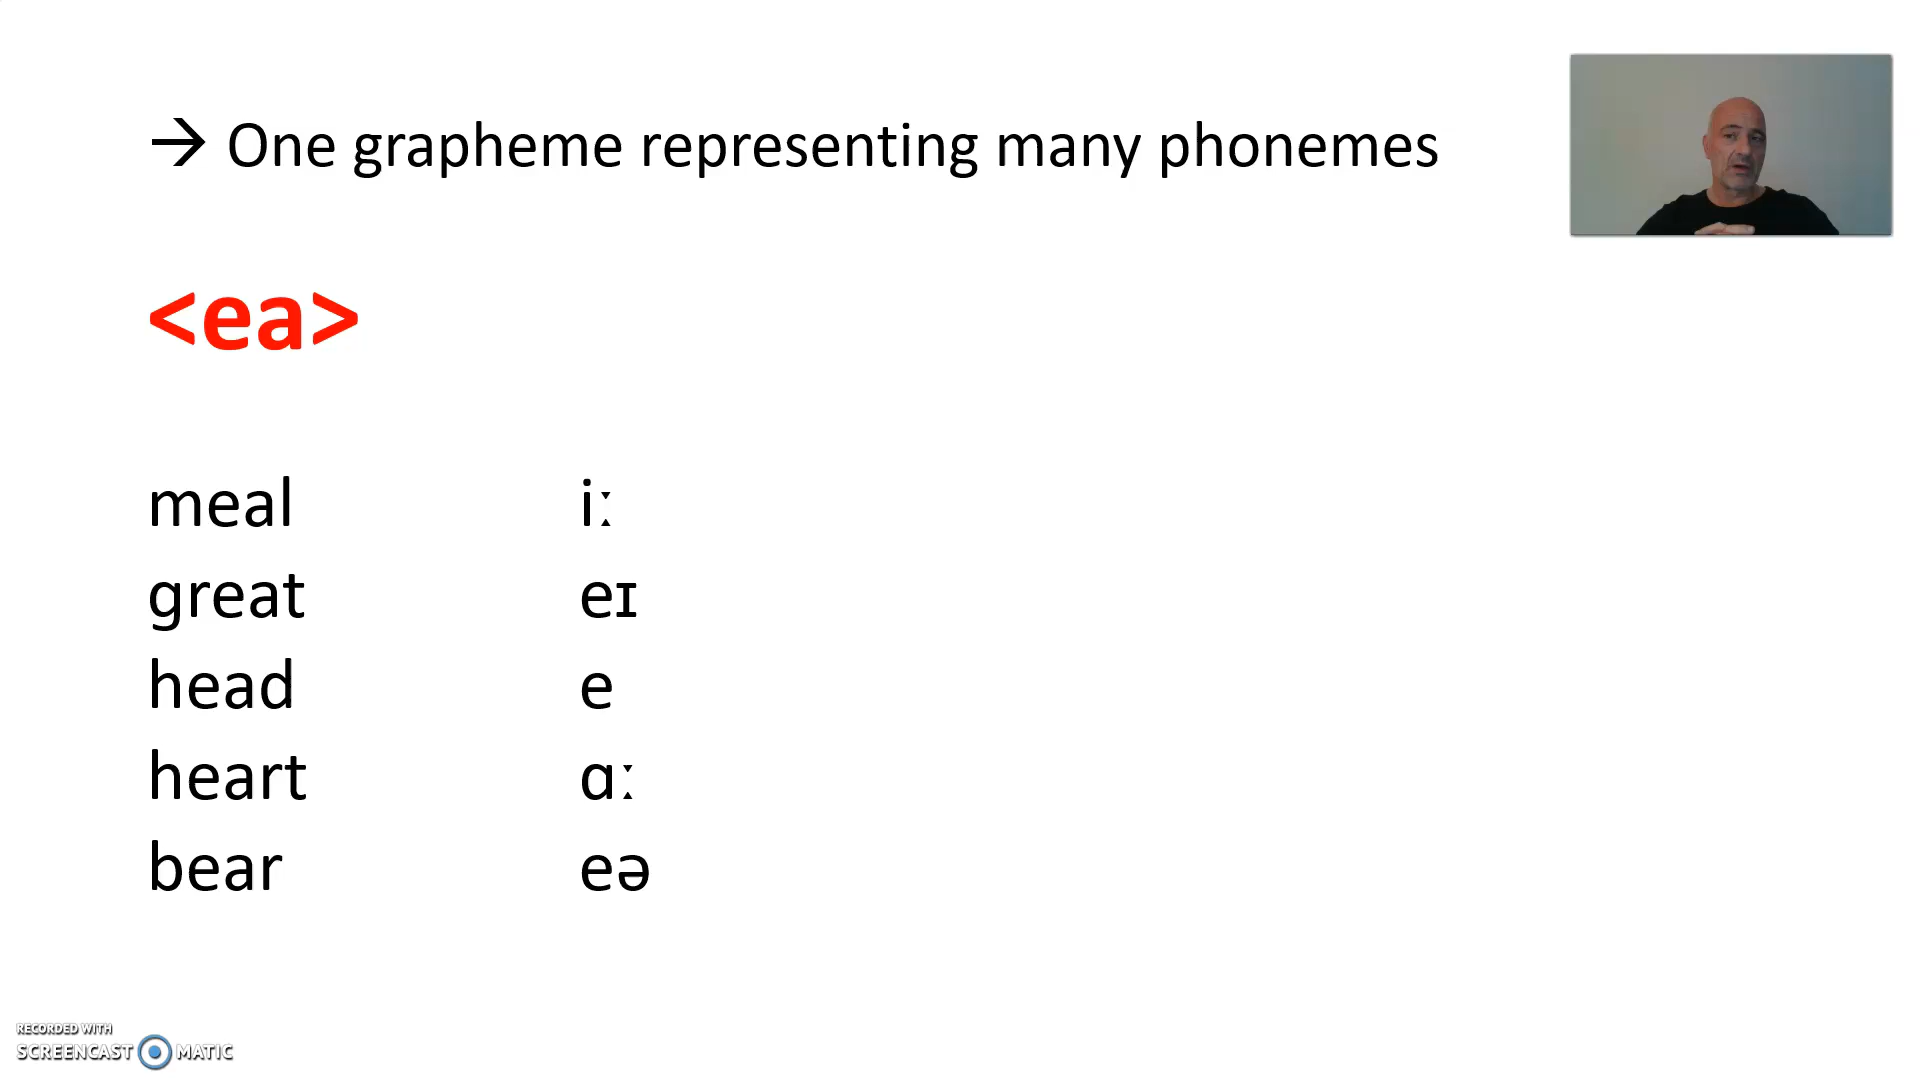 → One grapheme representing many phonemes
<ea>
meal iː
great eɪ
head e
heart ɑː
bear eə
RECORDED WITH
SCREENCAST MATIC